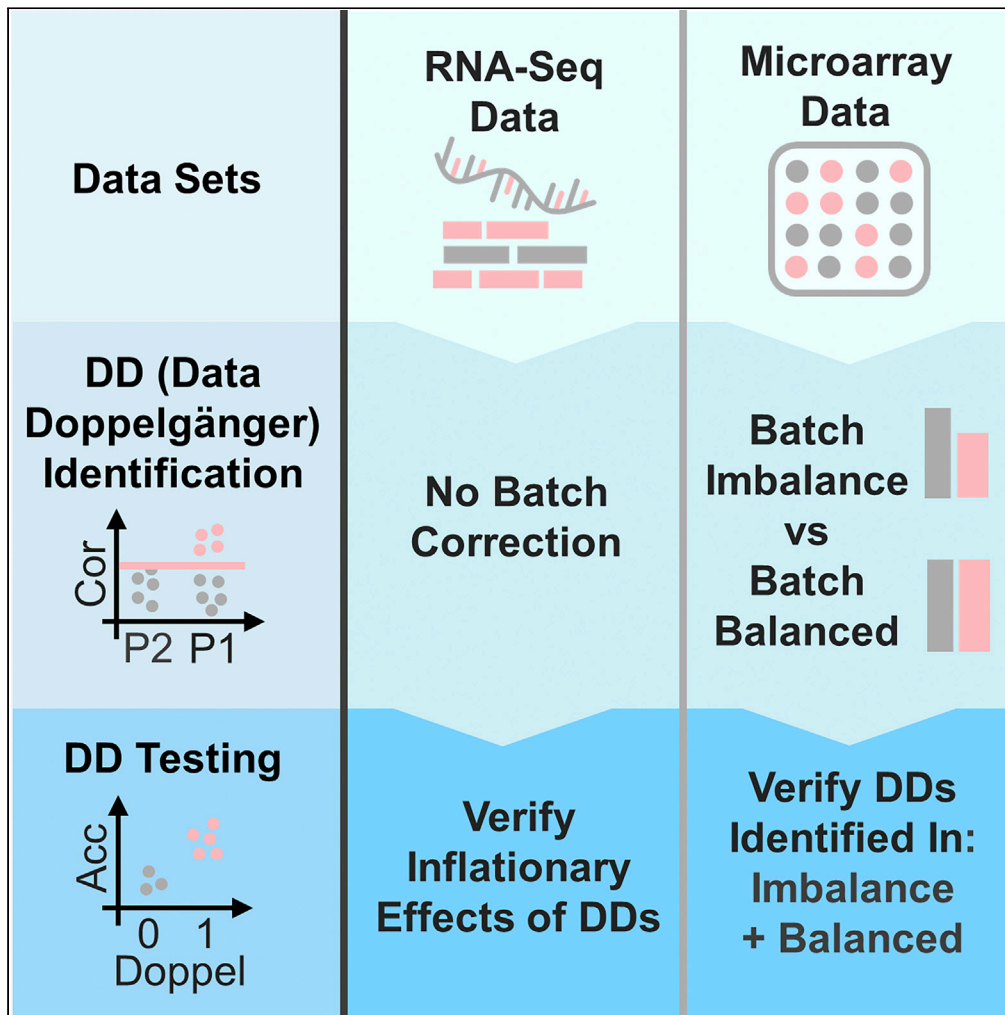 Data Sets
RNA-Seq
Data
Microarray
Data
DD (Data
Doppelgänger)
Identification
Cor
P2
P1
No Batch
Correction
Batch
Imbalance
vs
Batch
Balanced
DD Testing
Acc
0
1
Doppel
Verify
Inflationary
Effects of DDs
Verify DDs
Identified In:
Imbalance
+ Balanced